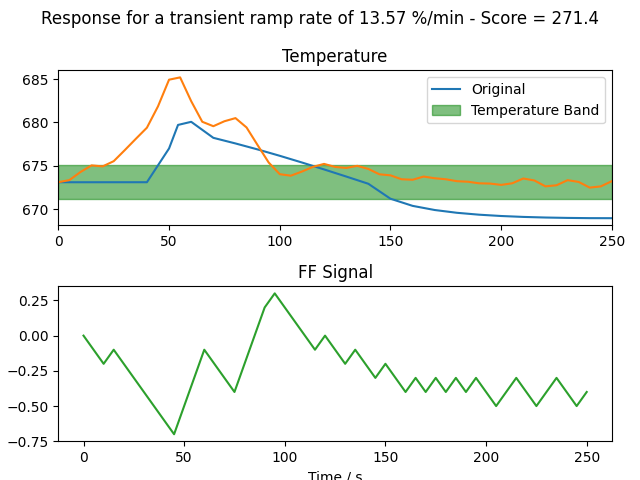 Response for a transient ramp rate of 13.57 %/min - Score = 271.4
Temperature
685
680
675
670
Original
Temperature Band
0 50 100 150 200 250
FF Signal
0.25
0.00
−0.25
−0.50
−0.75
0 50 100 150 200 250
Time / s